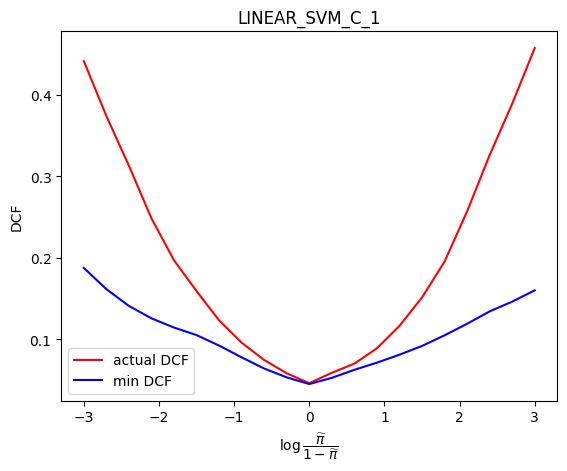 LINEAR_SVM_C_1
DCF
0.4
0.3
0.2
0.1
actual DCF
min DCF
−3 −2 −1 0 1 2 3
log π̃ / 1 − π̃